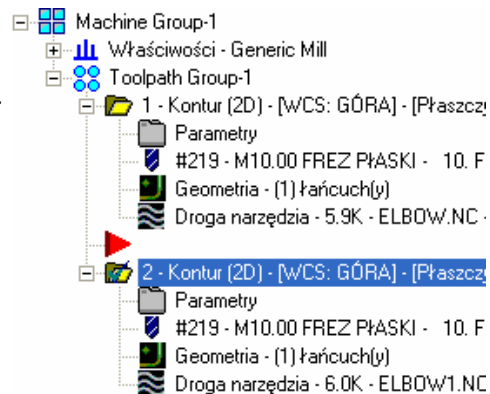 Machine Group-1
Właściwości - Generic Mill
Toolpath Group-1
1 - Kontur (2D) - [WCS: GÓRA] - [Płaszczy
Parametry
#219 - M10.00 FREZ PŁASKI - 10. F
Geometria - (1) łańcuch(y)
Droga narzędzia - 5.9K - ELBOW.NC -
2 - Kontur (2D) - [WCS: GÓRA] - [Płaszczy
Parametry
#219 - M10.00 FREZ PŁASKI - 10. F
Geometria - (1) łańcuch(y)
Droga narzędzia - 6.0K - ELBOW1.NC